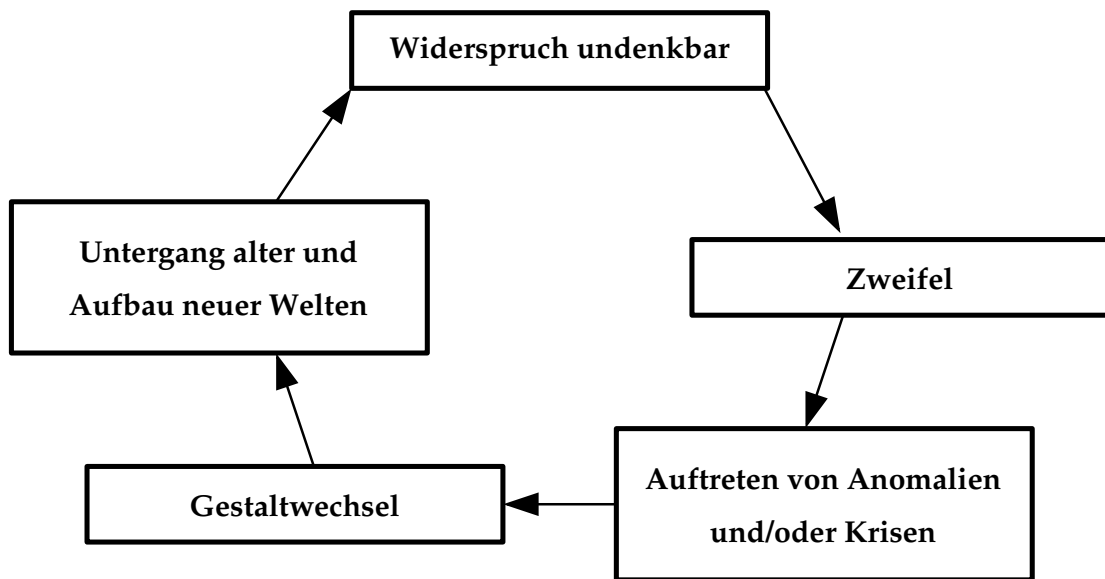 Widerspruch undenkbar
Zweifel
Auftreten von Anomalien
und/oder Krisen
Gestaltwechsel
Untergang alter und
Aufbau neuer Welten